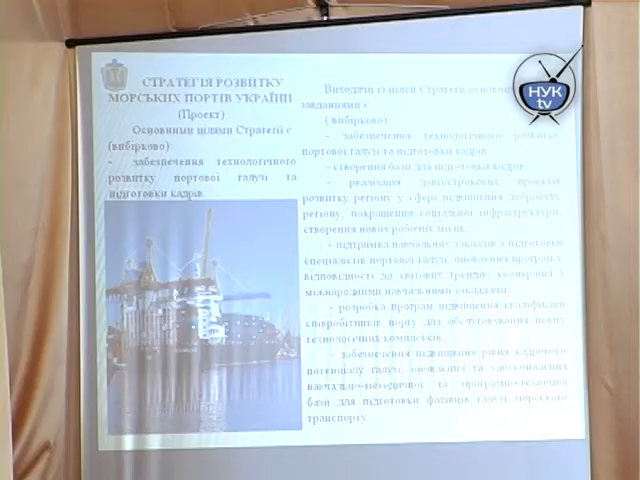 СТРАТЕГІЯ РОЗВИТКУ
МОРСЬКИХ ПОРТІВ УКРАЇНИ
(Проект)
Основними цілями Стратегії є
(вибірково):
- забезпечення технологічного
розвитку портової галузі та
підготовки кадрів.
Виходячи із цілей Стратегії
завданнями є
(вибірково):
- забезпечення технологічного розвитку
портової галузі та підготовки кадрів.
- створення бази для підготовки кадрів.
- реалізація довгострокових проектів
розвитку регіону у сфері підвищення добробуту
регіону, покращення соціальної інфраструктури,
створення нових робочих місць.
- підтримка навчальних закладів з підготовки
спеціалістів портової галузі, оновлення програм у
відповідності до світових трендів, кооперація з
міжнародними навчальними закладами.
- розробка програм підвищення кваліфікації
співробітників порту для обслуговування нових
технологічних комплексів.
- забезпечення підвищення рівня кадрового
потенціалу галузі, оновлення та удосконалення
навчально-методичної та програмно-технічної
бази для підготовки фахівців галузі морського
транспорту.
НУК
tv